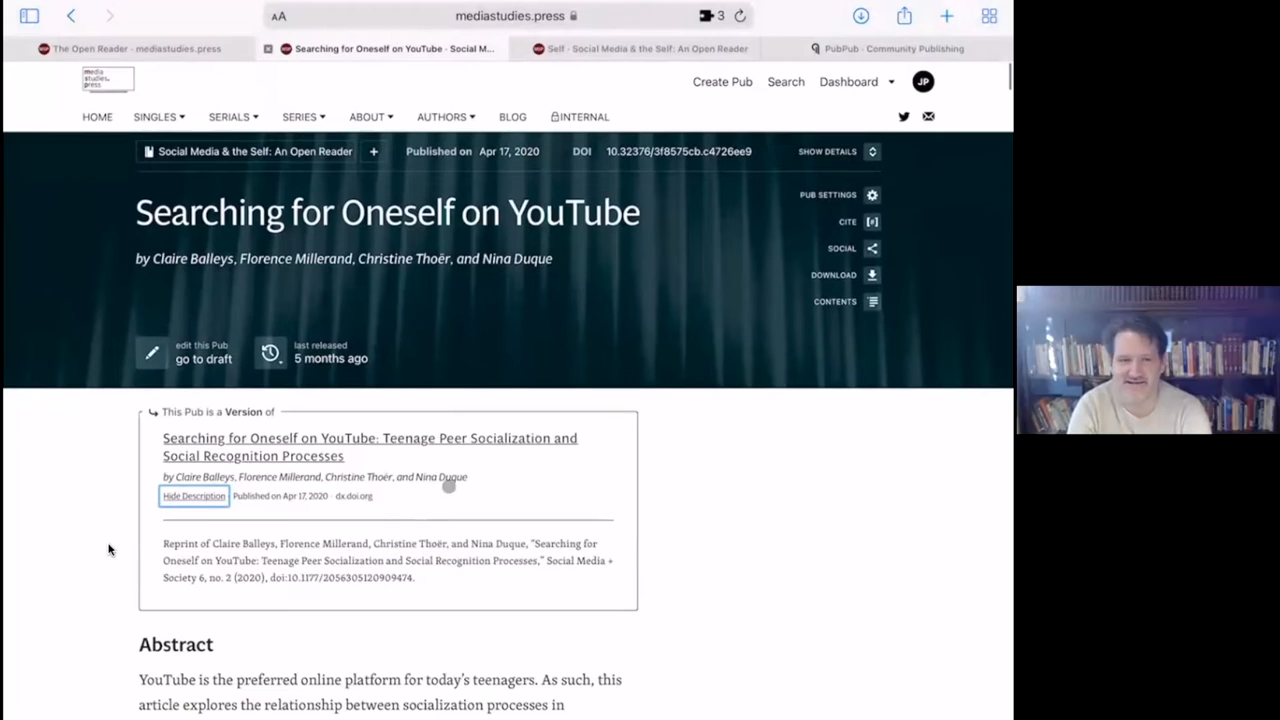 AA
mediastudies.press
3
The Open Reader · mediastudies.press
Searching for Oneself on YouTube · Social M...
Self · Social Media & the Self: An Open Reader
PubPub · Community Publishing
media
studies.
press
Create Pub
Search
Dashboard
JP
HOME
SINGLES
SERIALS
SERIES
ABOUT
AUTHORS
BLOG
INTERNAL
Social Media & the Self: An Open Reader
+
Published on Apr 17, 2020
DOI 10.32376/3f8575cb.c4726ee9
SHOW DETAILS
Searching for Oneself on YouTube
by Claire Balleys, Florence Millerand, Christine Thoër, and Nina Duque
PUB SETTINGS
CITE
SOCIAL
DOWNLOAD
CONTENTS
edit this Pub
go to draft
last released
5 months ago
This Pub is a Version of
Searching for Oneself on YouTube: Teenage Peer Socialization and
Social Recognition Processes
by Claire Balleys, Florence Millerand, Christine Thoër, and Nina Duque
Hide Description Published on Apr 17, 2020 · dx.doi.org
Reprint of Claire Balleys, Florence Millerand, Christine Thoër, and Nina Duque, “Searching for
Oneself on YouTube: Teenage Peer Socialization and Social Recognition Processes,” Social Media +
Society 6, no. 2 (2020), doi:10.1177/2056305120909474.
Abstract
YouTube is the preferred online platform for today’s teenagers. As such, this
article explores the relationship between socialization processes in